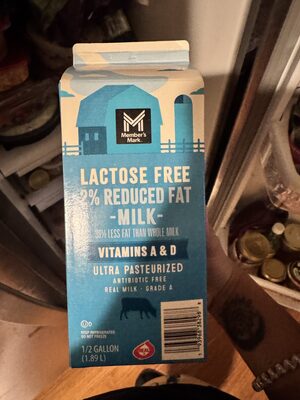 Member's
Mark.
LACTOSE FREE
2% REDUCED FAT
-MILK-
38% LESS FAT THAN WHOLE MILK
VITAMINS A & D
ULTRA PASTEURIZED
ANTIBIOTIC FREE
REAL MILK · GRADE A
KEEP REFRIGERATED
DO NOT FREEZE
1/2 GALLON
(1.89 L)
REAL